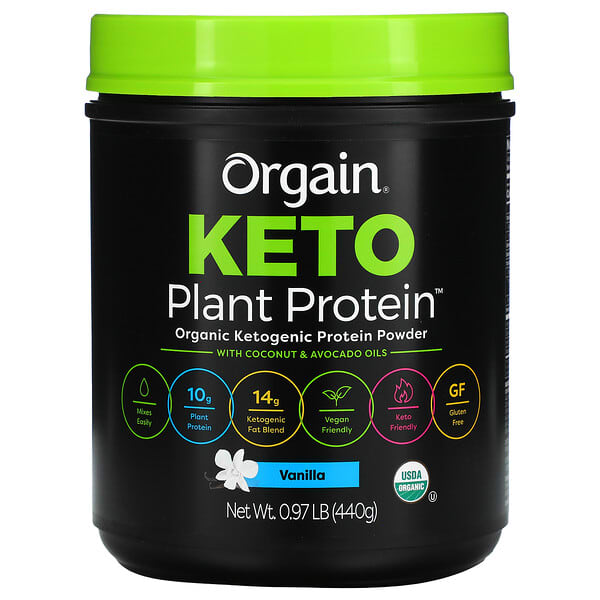 Orgain®
KETO
Plant Protein™
Organic Ketogenic Protein Powder
WITH COCONUT & AVOCADO OILS
Mixes
Easily
10g
Plant
Protein
14g
Ketogenic
Fat Blend
Vegan
Friendly
Keto
Friendly
GF
Gluten
Free
Vanilla
USDA
ORGANIC
U
Net Wt. 0.97 LB (440g)